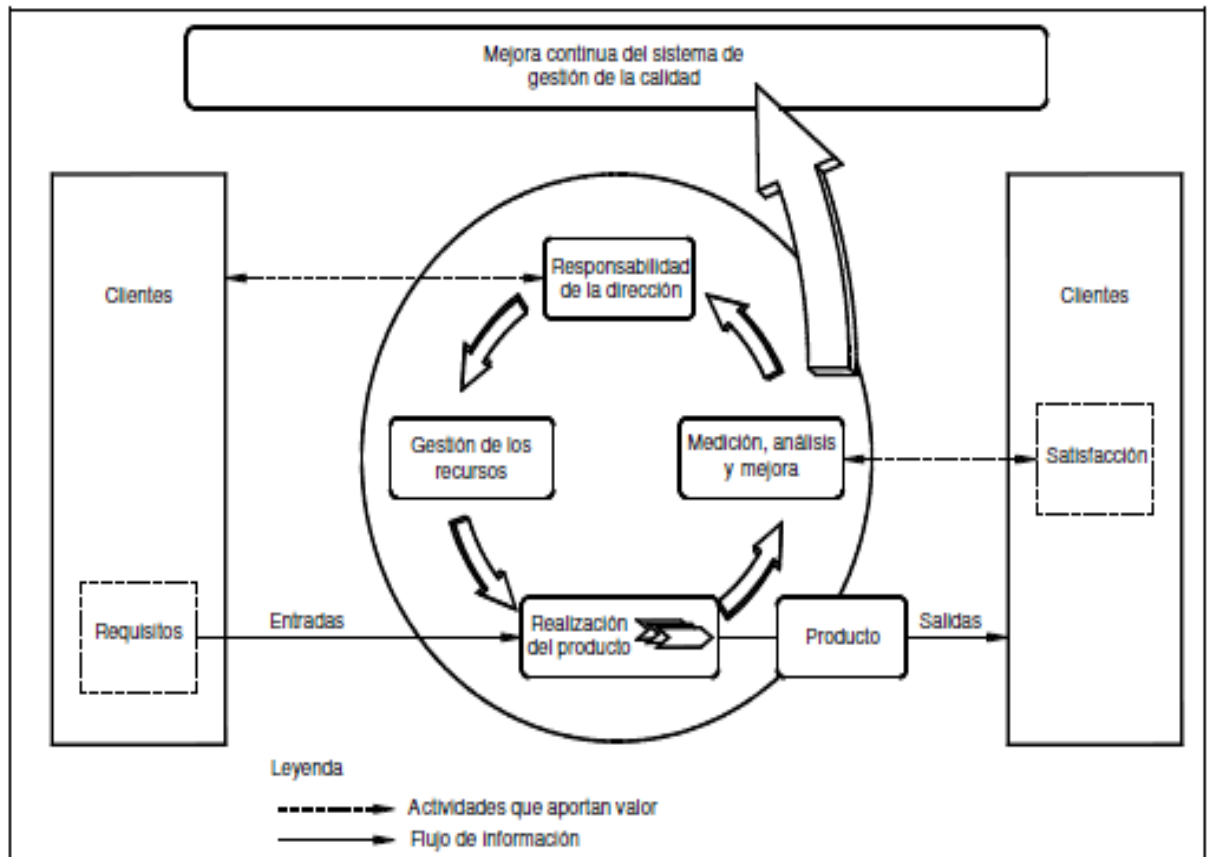 Mejora continua del sistema de
gestión de la calidad
Responsabilidad
de la dirección
Clientes
Clientes
Gestión de los
recursos
Medición, análisis
y mejora
Satisfacción
Requisitos
Entradas
Realización
del producto
Producto
Salidas
Leyenda
Actividades que aportan valor
Flujo de información